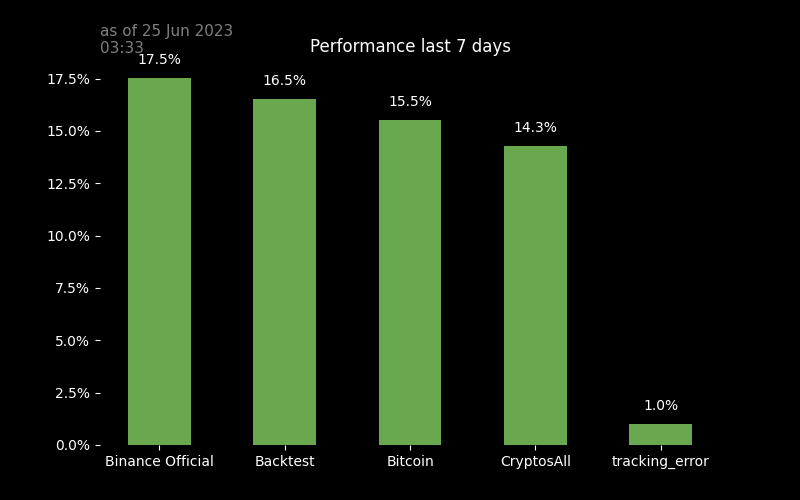 as of 25 Jun 2023
03:33
Performance last 7 days
17.5%
16.5%
15.5%
14.3%
1.0%
17.5%
15.0%
12.5%
10.0%
7.5%
5.0%
2.5%
0.0%
Binance Official
Backtest
Bitcoin
CryptosAll
tracking_error